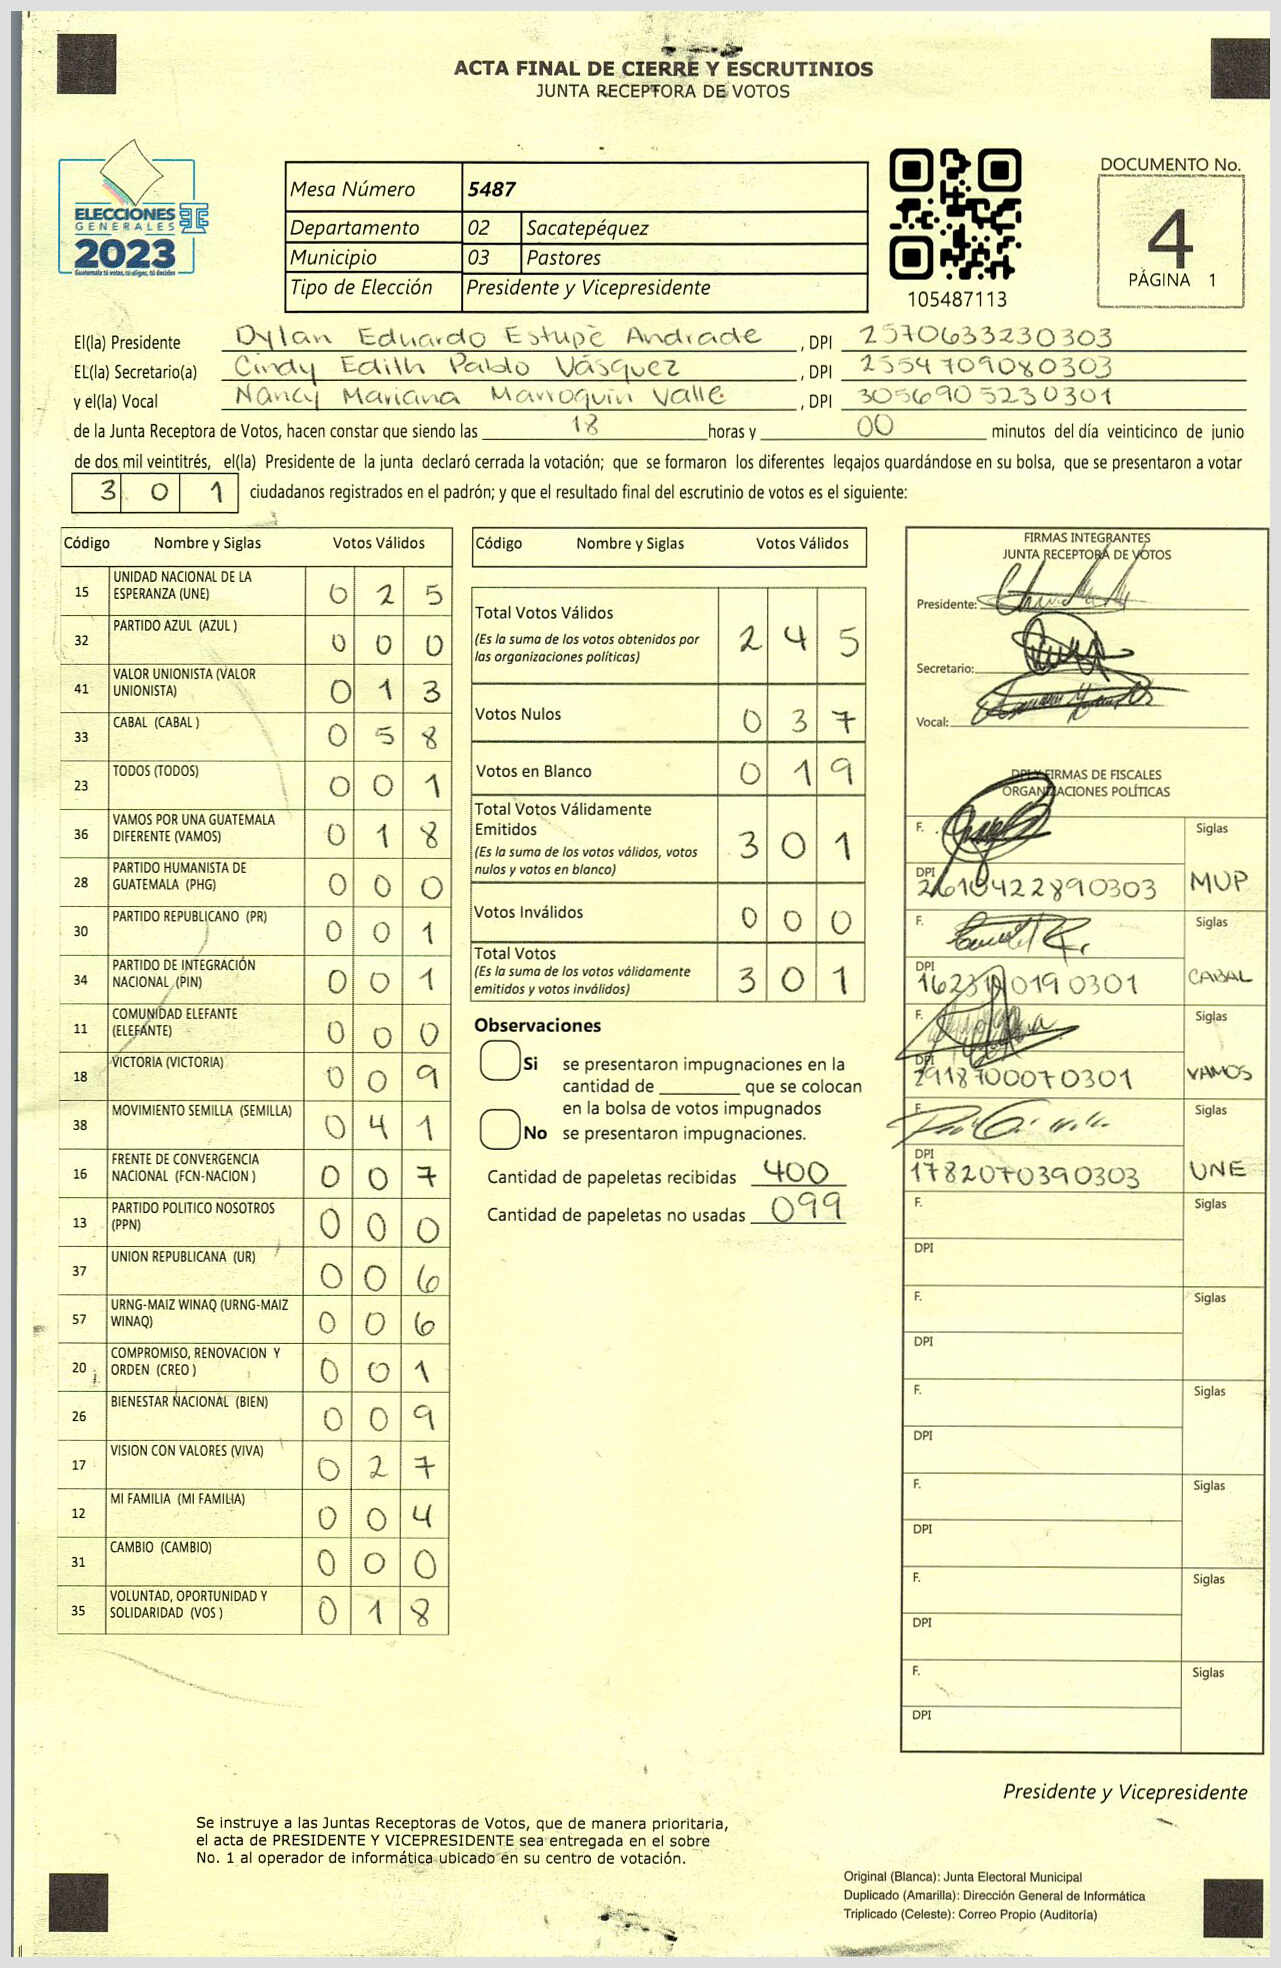 ACTA FINAL DE CIERRE Y ESCRUTINIOS
JUNTA RECEPTORA DE VOTOS
ELECCIONES
GENERALES
2023
Guatemala tú votas, tú eliges, tú decides
Mesa Número 5487
Departamento 02 Sacatepéquez
Municipio 03 Pastores
Tipo de Elección Presidente y Vicepresidente
105487113
DOCUMENTO No.
4
PÁGINA 1
El(la) Presidente Dylan Eduardo Estupè Andrade, DPI 2570633230303
EL(la) Secretario(a) Cindy Edith Pablo Vásquez, DPI 2554709080303
y el(la) Vocal Nancy Mariana Marroquín Valle, DPI 3056905230301
de la Junta Receptora de Votos, hacen constar que siendo las 18 horas y 00 minutos del día veinticinco de junio
de dos mil veintitrés, el(la) Presidente de la junta declaró cerrada la votación; que se formaron los diferentes legajos guardándose en su bolsa, que se presentaron a votar
3 0 1 ciudadanos registrados en el padrón; y que el resultado final del escrutinio de votos es el siguiente:
Código Nombre y Siglas Votos Válidos
15 UNIDAD NACIONAL DE LA
ESPERANZA (UNE) 0 2 5
32 PARTIDO AZUL (AZUL ) 0 0 0
41 VALOR UNIONISTA (VALOR
UNIONISTA) 0 1 3
33 CABAL (CABAL ) 0 5 8
23 TODOS (TODOS) 0 0 1
36 VAMOS POR UNA GUATEMALA
DIFERENTE (VAMOS) 0 1 8
28 PARTIDO HUMANISTA DE
GUATEMALA (PHG) 0 0 0
30 PARTIDO REPUBLICANO (PR) 0 0 1
34 PARTIDO DE INTEGRACIÓN
NACIONAL (PIN) 0 0 1
11 COMUNIDAD ELEFANTE
(ELEFANTE) 0 0 0
18 VICTORIA (VICTORIA) 0 0 9
38 MOVIMIENTO SEMILLA (SEMILLA) 0 4 1
16 FRENTE DE CONVERGENCIA
NACIONAL (FCN-NACION ) 0 0 7
13 PARTIDO POLITICO NOSOTROS
(PPN) 0 0 0
37 UNION REPUBLICANA (UR) 0 0 6
57 URNG-MAIZ WINAQ (URNG-MAIZ
WINAQ) 0 0 6
20 COMPROMISO, RENOVACION Y
ORDEN (CREO ) 0 0 1
26 BIENESTAR NACIONAL (BIEN) 0 0 9
17 VISION CON VALORES (VIVA) 0 2 7
12 MI FAMILIA (MI FAMILIA) 0 0 4
31 CAMBIO (CAMBIO) 0 0 0
35 VOLUNTAD, OPORTUNIDAD Y
SOLIDARIDAD (VOS ) 0 1 8
Código Nombre y Siglas Votos Válidos
Total Votos Válidos 2 4 5
(Es la suma de los votos obtenidos por
las organizaciones políticas)
Votos Nulos 0 3 7
Votos en Blanco 0 1 9
Total Votos Válidamente
Emitidos 3 0 1
(Es la suma de los votos válidos, votos
nulos y votos en blanco)
Votos Inválidos 0 0 0
Total Votos 3 0 1
(Es la suma de los votos válidamente
emitidos y votos inválidos)
Observaciones
Si se presentaron impugnaciones en la
cantidad de ________ que se colocan
en la bolsa de votos impugnados
No se presentaron impugnaciones.
Cantidad de papeletas recibidas 400
Cantidad de papeletas no usadas 099
FIRMAS INTEGRANTES
JUNTA RECEPTORA DE VOTOS
Presidente:
Secretario:
Vocal:
DPI Y FIRMAS DE FISCALES
ORGANIZACIONES POLÍTICAS
F. Siglas
DPI 2610422890303 MUP
F. Siglas
DPI 0190301 CABAL
F. Siglas
DPI 2918700070301 VAMOS
F. Siglas
DPI 1782070390303 UNE
F. Siglas
DPI
F. Siglas
DPI
F. Siglas
DPI
F. Siglas
DPI
F. Siglas
DPI
F. Siglas
DPI
Presidente y Vicepresidente
Se instruye a las Juntas Receptoras de Votos, que de manera prioritaria,
el acta de PRESIDENTE Y VICEPRESIDENTE sea entregada en el sobre
No. 1 al operador de informática ubicado en su centro de votación.
Original (Blanca): Junta Electoral Municipal
Duplicado (Amarilla): Dirección General de Informática
Triplicado (Celeste): Correo Propio (Auditoría)